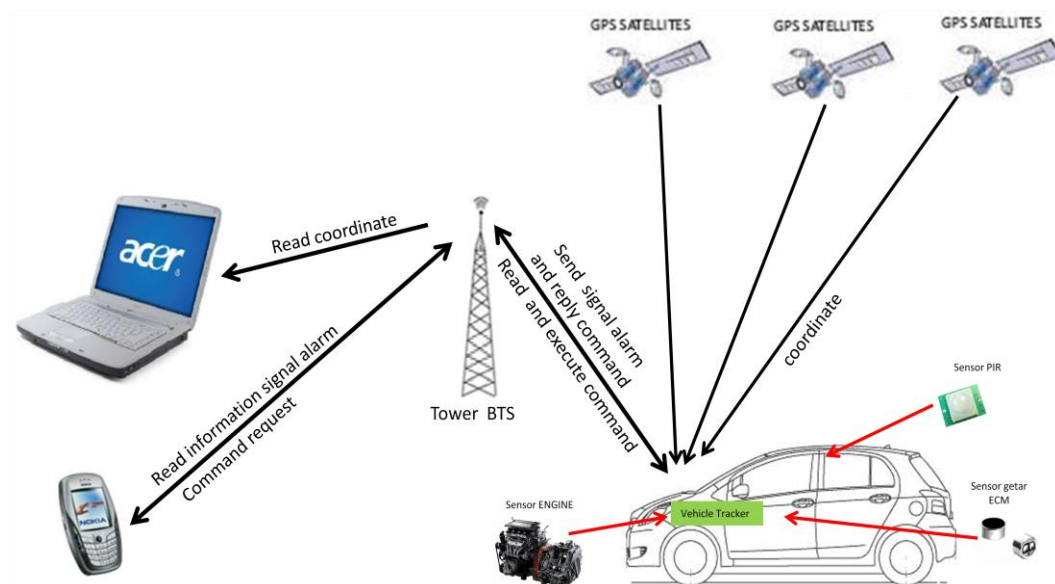 GPS SATELLITES
GPS SATELLITES
GPS SATELLITES
acer
Read coordinate
Send signal alarm
and reply command
Read and execute command
coordinate
Tower BTS
Read information signal alarm
Command request
NOKIA
Sensor PIR
Sensor getar
ECM
Sensor ENGINE
Vehicle Tracker